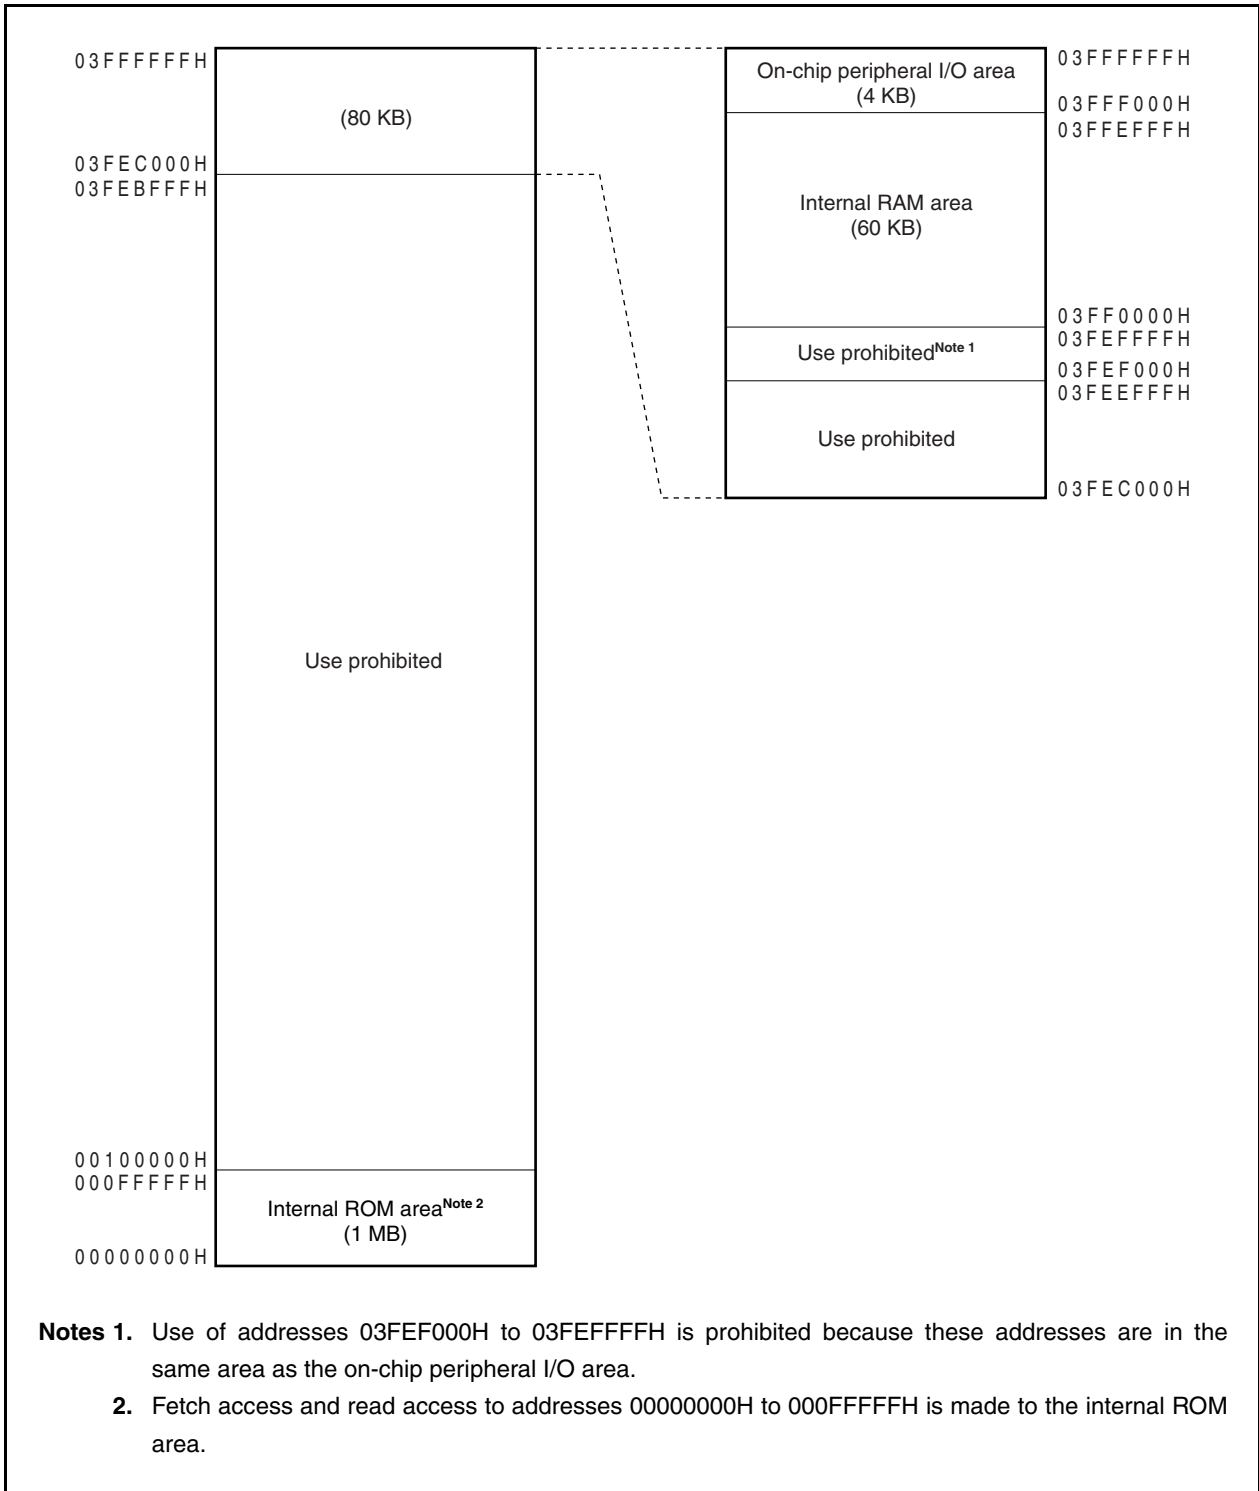 03FFFFFFH
(80 KB)
03FEC000H
03FEBFFFH
Use prohibited
00100000H
000FFFFFH
Internal ROM areaNote 2
(1 MB)
00000000H
On-chip peripheral I/O area
(4 KB)
03FFFFFFH
03FFF000H
03FFEFFFH
Internal RAM area
(60 KB)
03FF0000H
03FEFFFFH
Use prohibitedNote 1
03FEF000H
03FEEFFFH
Use prohibited
03FEC000H
Notes 1. Use of addresses 03FEF000H to 03FEFFFFH is prohibited because these addresses are in the
same area as the on-chip peripheral I/O area.
2. Fetch access and read access to addresses 00000000H to 000FFFFFH is made to the internal ROM
area.